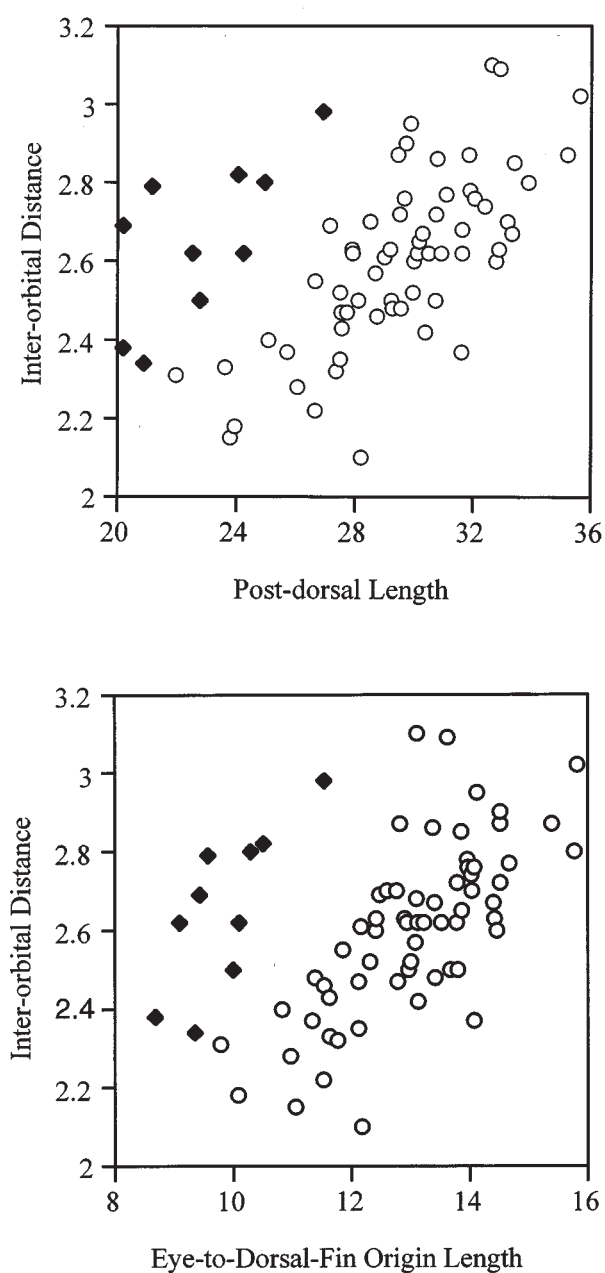 3.2
3
2.8
2.6
2.4
2.2
2
Inter-orbital Distance
20 24 28 32 36
Post-dorsal Length
3.2
3
2.8
2.6
2.4
2.2
2
Inter-orbital Distance
8 10 12 14 16
Eye-to-Dorsal-Fin Origin Length